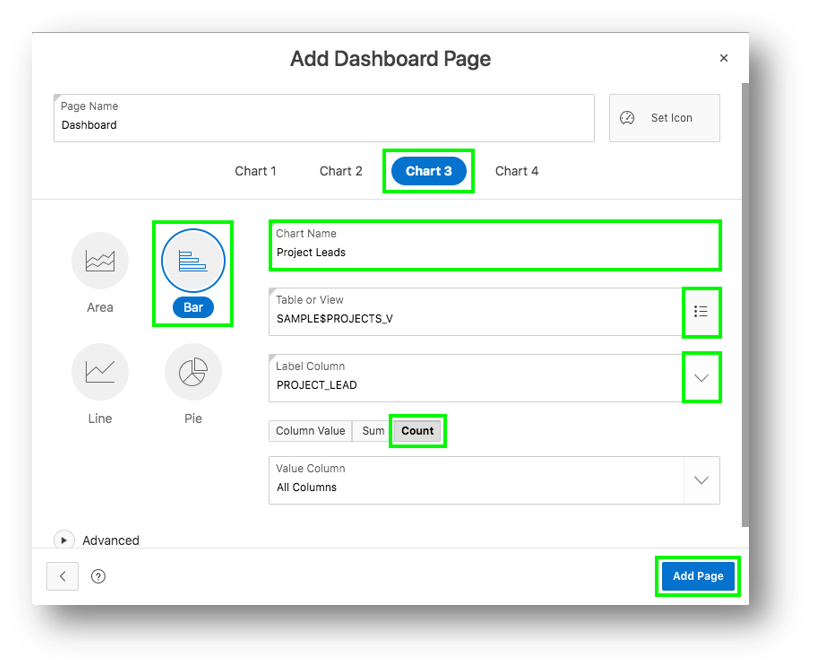 Add Dashboard Page
Page Name
Dashboard
Set Icon
Chart 1 Chart 2 Chart 3 Chart 4
Area
Bar
Line
Pie
Chart Name
Project Leads
Table or View
SAMPLE$PROJECTS_V
Label Column
PROJECT_LEAD
Column Value Sum Count
Value Column
All Columns
Advanced
Add Page